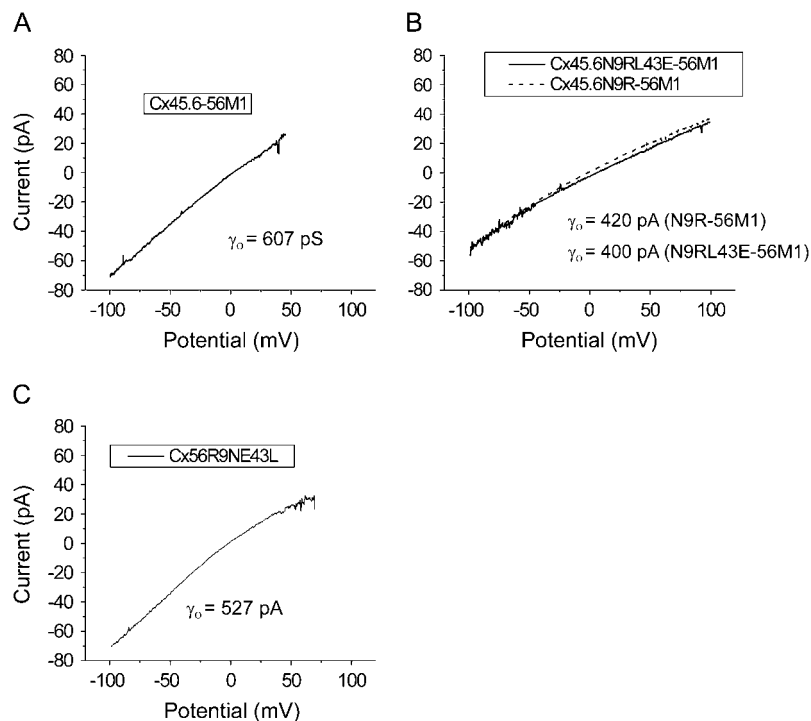 A
Cx45.6-56M1
80
60
40
20
0
-20
-40
-60
-80
Current (pA)
γo = 607 pS
-100 -50 0 50 100
Potential (mV)
B
Cx45.6N9RL43E-56M1
Cx45.6N9R-56M1
80
60
40
20
0
-20
-40
-60
-80
γo = 420 pA (N9R-56M1)
γo = 400 pA (N9RL43E-56M1)
-100 -50 0 50 100
Potential (mV)
C
Cx56R9NE43L
80
60
40
20
0
-20
-40
-60
-80
Current (pA)
γo = 527 pA
-100 -50 0 50 100
Potential (mV)